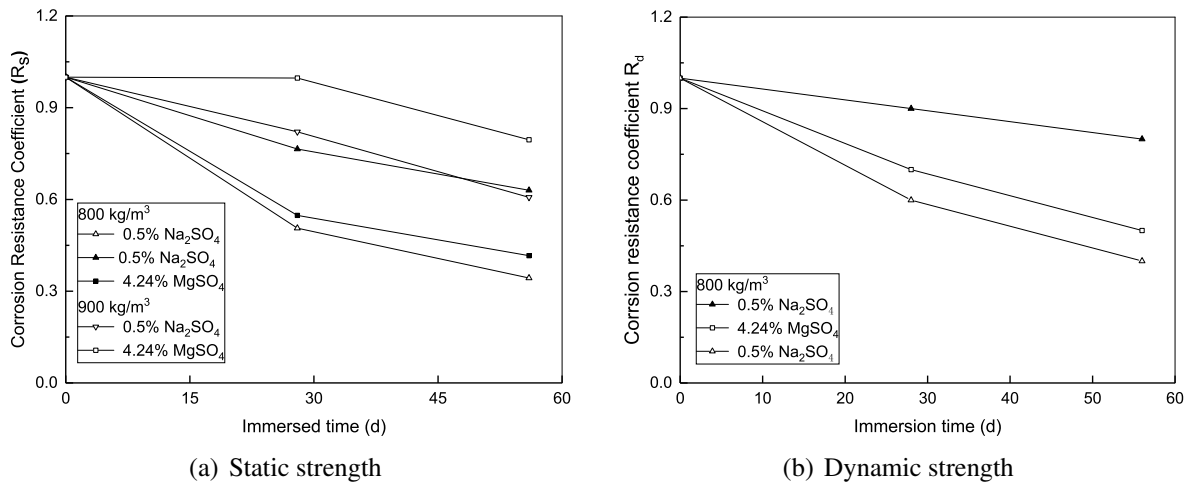 1.2
0.9
0.6
0.3
0.0
Corrosion Resistance Coefficient (R_S)
800 kg/m³
0.5% Na₂SO₄
0.5% Na₂SO₄
4.24% MgSO₄
900 kg/m³
0.5% Na₂SO₄
4.24% MgSO₄
0 15 30 45 60
Immersed time (d)
(a) Static strength
1.2
0.9
0.6
0.3
0.0
Corrsion resistance coefficient R_d
800 kg/m³
0.5% Na₂SO₄
4.24% MgSO₄
0.5% Na₂SO₄
0 10 20 30 40 50 60
Immersion time (d)
(b) Dynamic strength